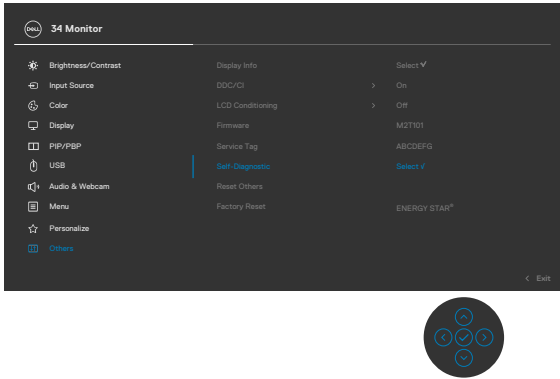 DELL 34 Monitor
Brightness/Contrast Display Info Select √
Input Source DDC/CI > On
Color LCD Conditioning > Off
Display Firmware M2T101
PIP/PBP Service Tag ABCDEFG
USB Self-Diagnostic Select √
Audio & Webcam Reset Others
Menu Factory Reset ENERGY STAR®
Personalize
Others
< Exit